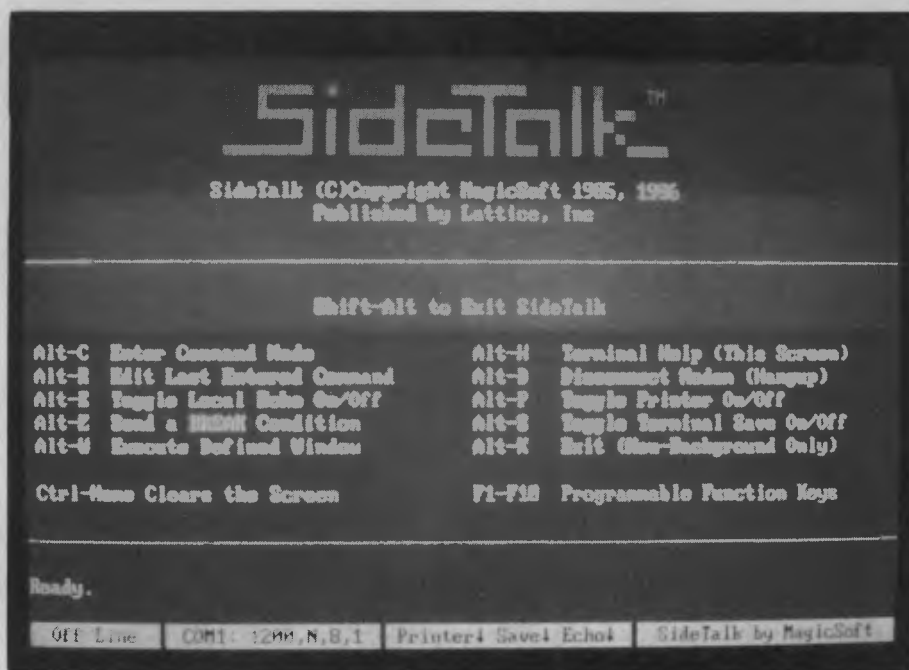 SideTalk TM
SideTalk (C)Copyright MagicSoft 1985, 1986
Published by Lattice, Inc
Shift-Alt to Exit SideTalk
Alt-C Enter Command Mode
Edit Last Entered Command
Toggle Local Echo On/Off
Send a BREAK Condition
Alt-W Execute Defined Window
Alt-H Terminal Help (This Screen)
Alt-D Disconnect Modem (Hangup)
Alt-P Toggle Printer On/Off
Alt-S Toggle Terminal Save On/Off
Alt-X Exit (Non-Background Only)
Ctrl-Home Clears the Screen
F1-F10 Programmable Function Keys
Ready.
Off Line COM1: 1200,N,8,1 Printer↓ Save↓ Echo↓ SideTalk by MagicSoft